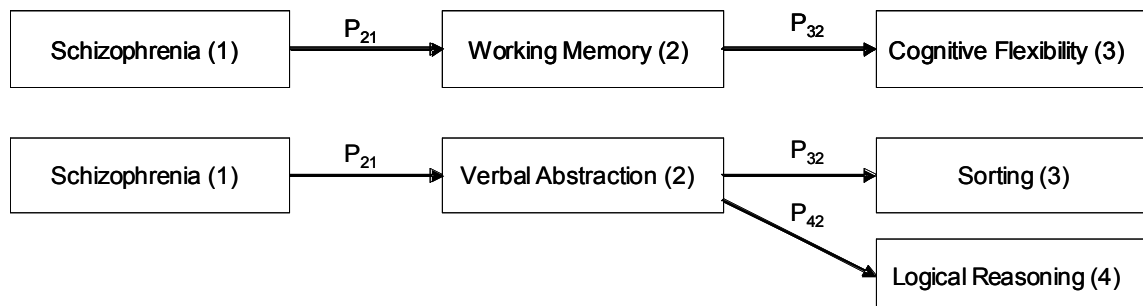 P21 P32
Schizophrenia (1) Working Memory (2) Cognitive Flexibility (3)
P21 P32
Schizophrenia (1) Verbal Abstraction (2) Sorting (3)
P42
Logical Reasoning (4)